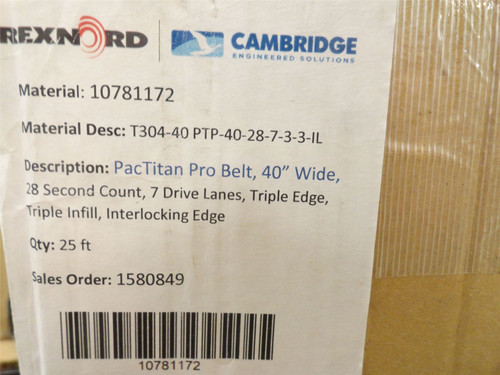 REXNORD
CAMBRIDGE
ENGINEERED SOLUTIONS
Material: 10781172
Material Desc: T304-40 PTP-40-28-7-3-3-IL
Description: PacTitan Pro Belt, 40” Wide,
28 Second Count, 7 Drive Lanes, Triple Edge,
Triple Infill, Interlocking Edge
Qty: 25 ft
Sales Order: 1580849
10781172